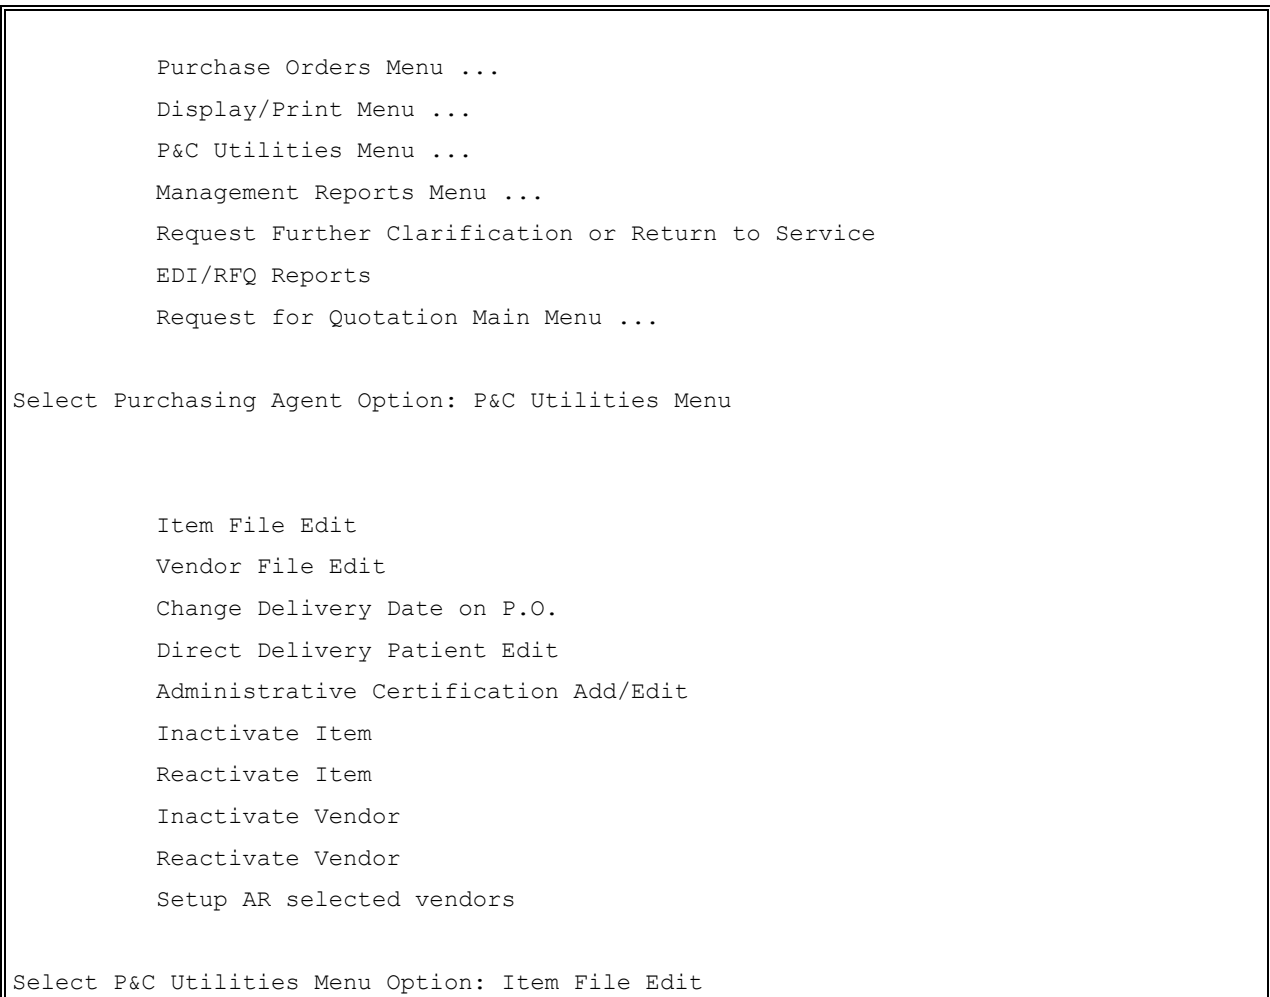 Purchase Orders Menu ...
Display/Print Menu ...
P&C Utilities Menu ...
Management Reports Menu ...
Request Further Clarification or Return to Service
EDI/RFQ Reports
Request for Quotation Main Menu ...
Select Purchasing Agent Option: P&C Utilities Menu
Item File Edit
Vendor File Edit
Change Delivery Date on P.O.
Direct Delivery Patient Edit
Administrative Certification Add/Edit
Inactivate Item
Reactivate Item
Inactivate Vendor
Reactivate Vendor
Setup AR selected vendors
Select P&C Utilities Menu Option: Item File Edit